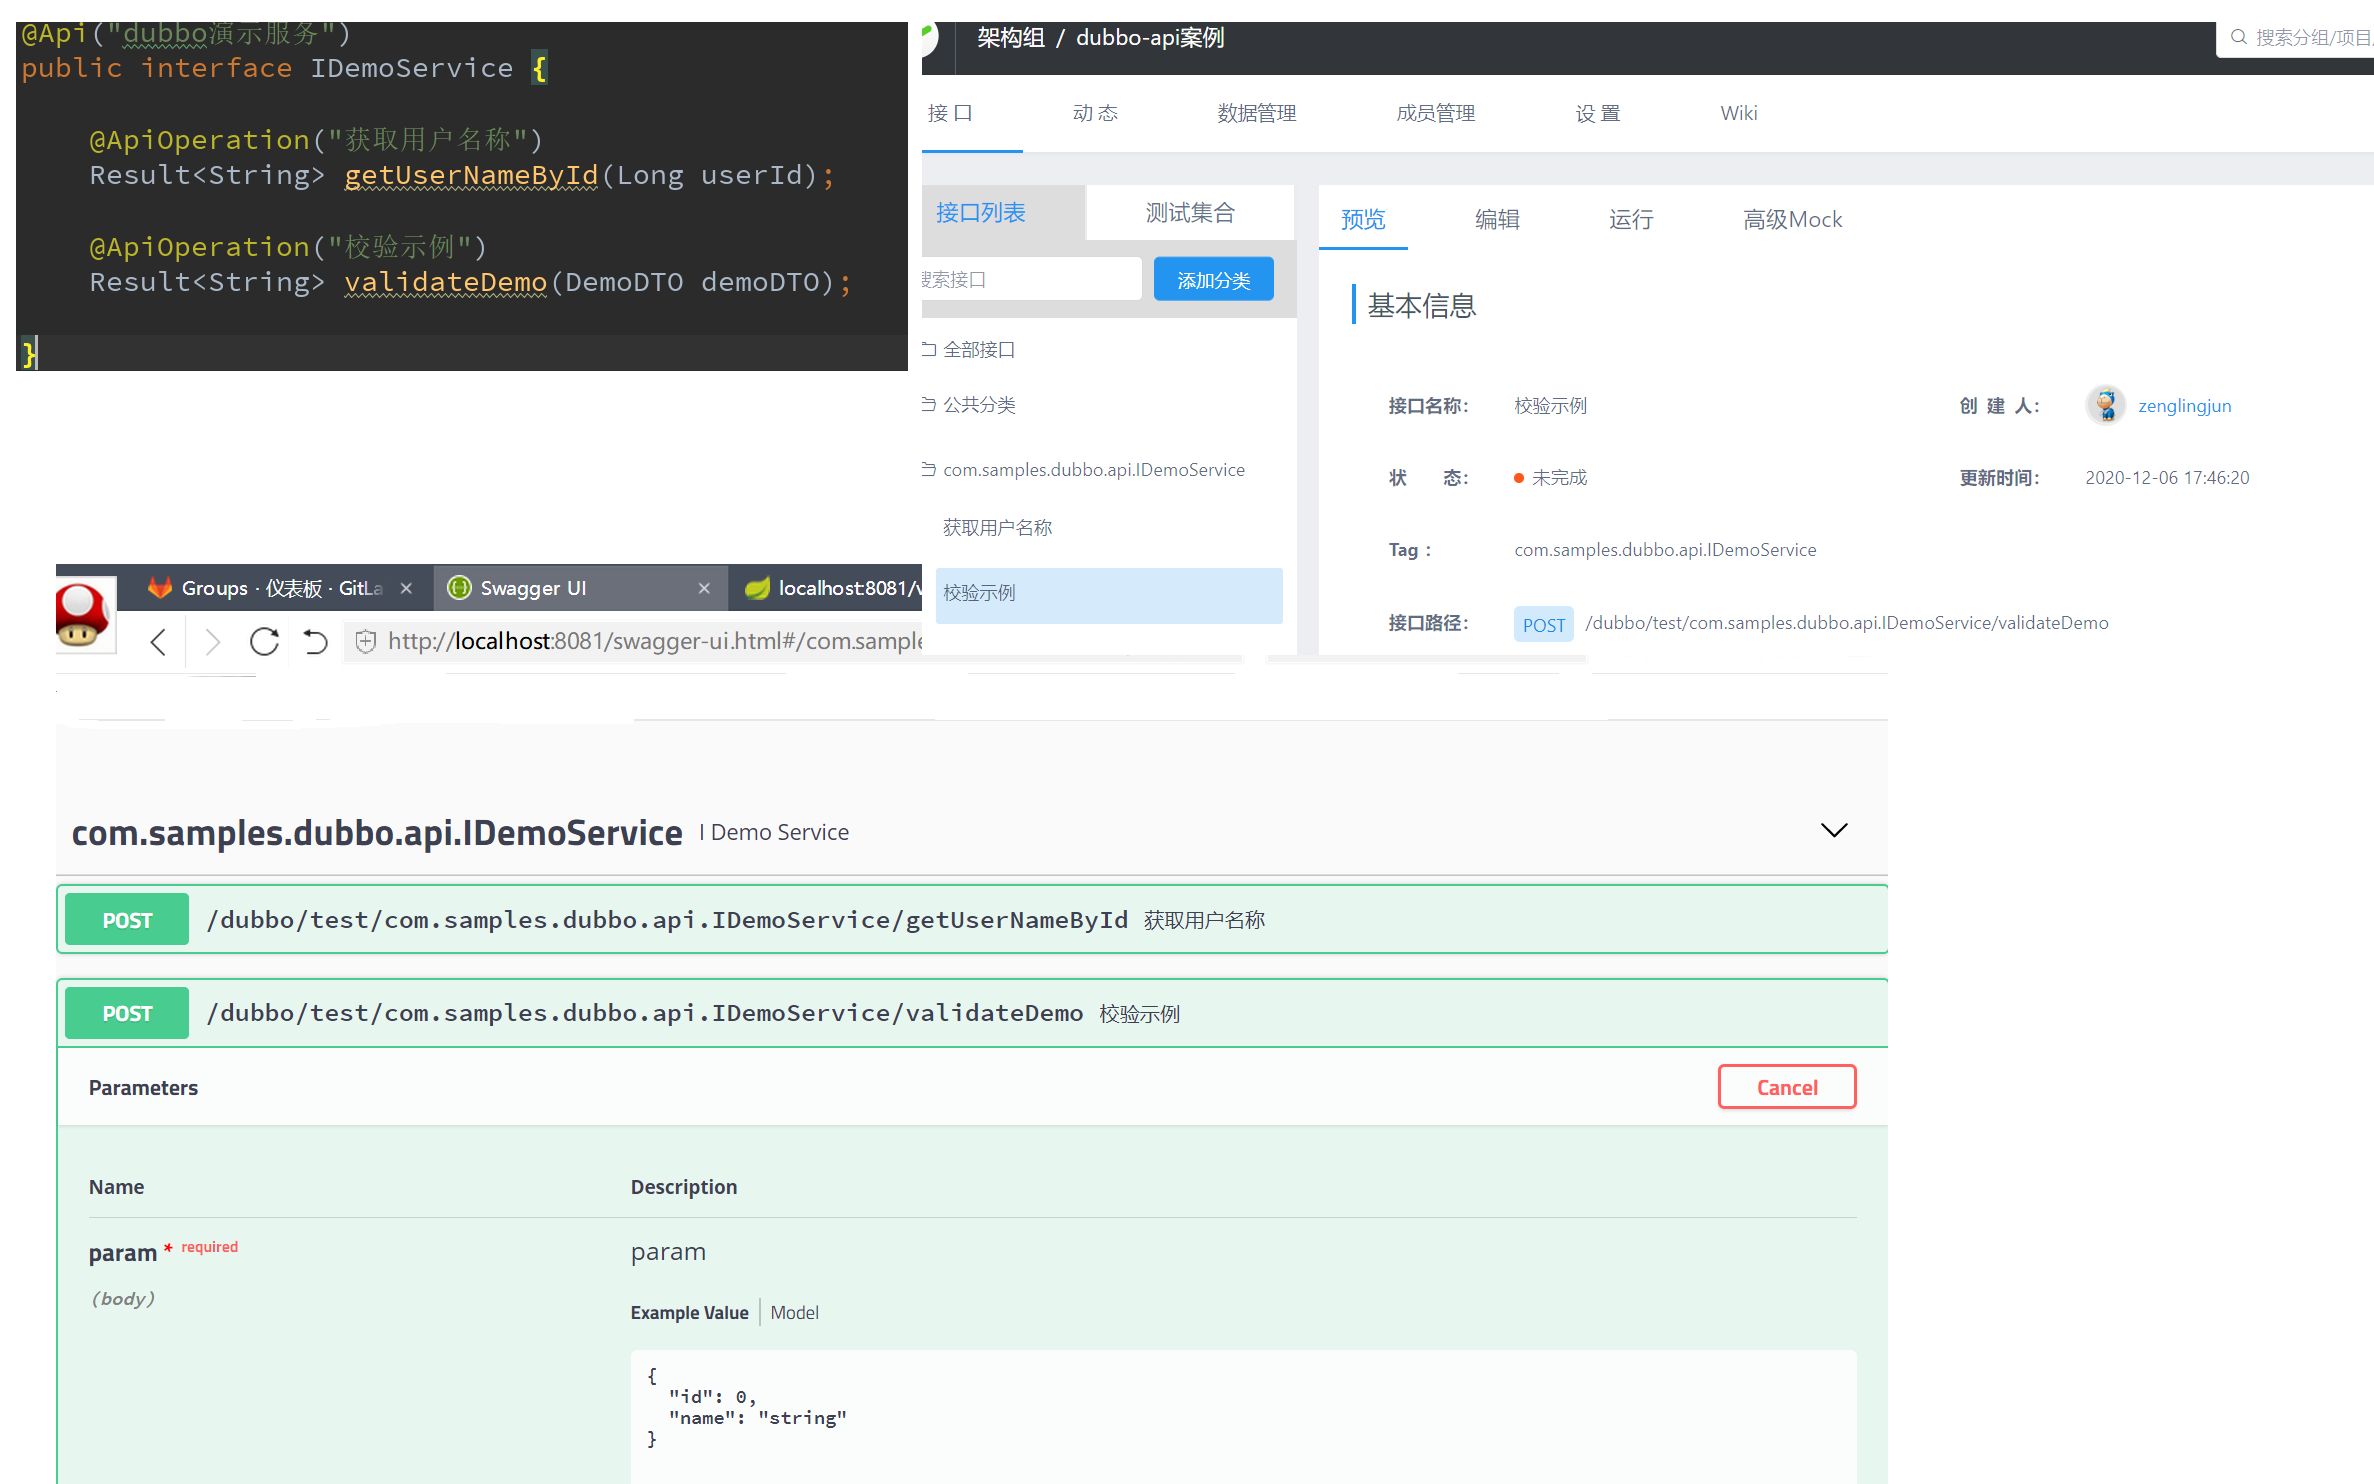 @Api("dubbo演示服务")
public interface IDemoService {
@ApiOperation("获取用户名称")
Result<String> getUserNameById(Long userId);
@ApiOperation("校验示例")
Result<String> validateDemo(DemoDTO demoDTO);
}
架构组 / dubbo-api案例
搜索分组/项目/
接 口 动 态 数据管理 成员管理 设 置 Wiki
接口列表 测试集合
搜索接口 添加分类
全部接口
公共分类
com.samples.dubbo.api.IDemoService
获取用户名称
校验示例
预览 编辑 运行 高级Mock
基本信息
接口名称： 校验示例 创 建 人： zenglingjun
状 态： 未完成 更新时间： 2020-12-06 17:46:20
Tag ： com.samples.dubbo.api.IDemoService
接口路径： POST /dubbo/test/com.samples.dubbo.api.IDemoService/validateDemo
Groups · 仪表板 · GitLa × Swagger UI × localhost:8081/v
http://localhost:8081/swagger-ui.html#/com.sample
com.samples.dubbo.api.IDemoService I Demo Service
POST /dubbo/test/com.samples.dubbo.api.IDemoService/getUserNameById 获取用户名称
POST /dubbo/test/com.samples.dubbo.api.IDemoService/validateDemo 校验示例
Parameters Cancel
Name Description
param * required param
(body)
Example Value Model
{
"id": 0,
"name": "string"
}